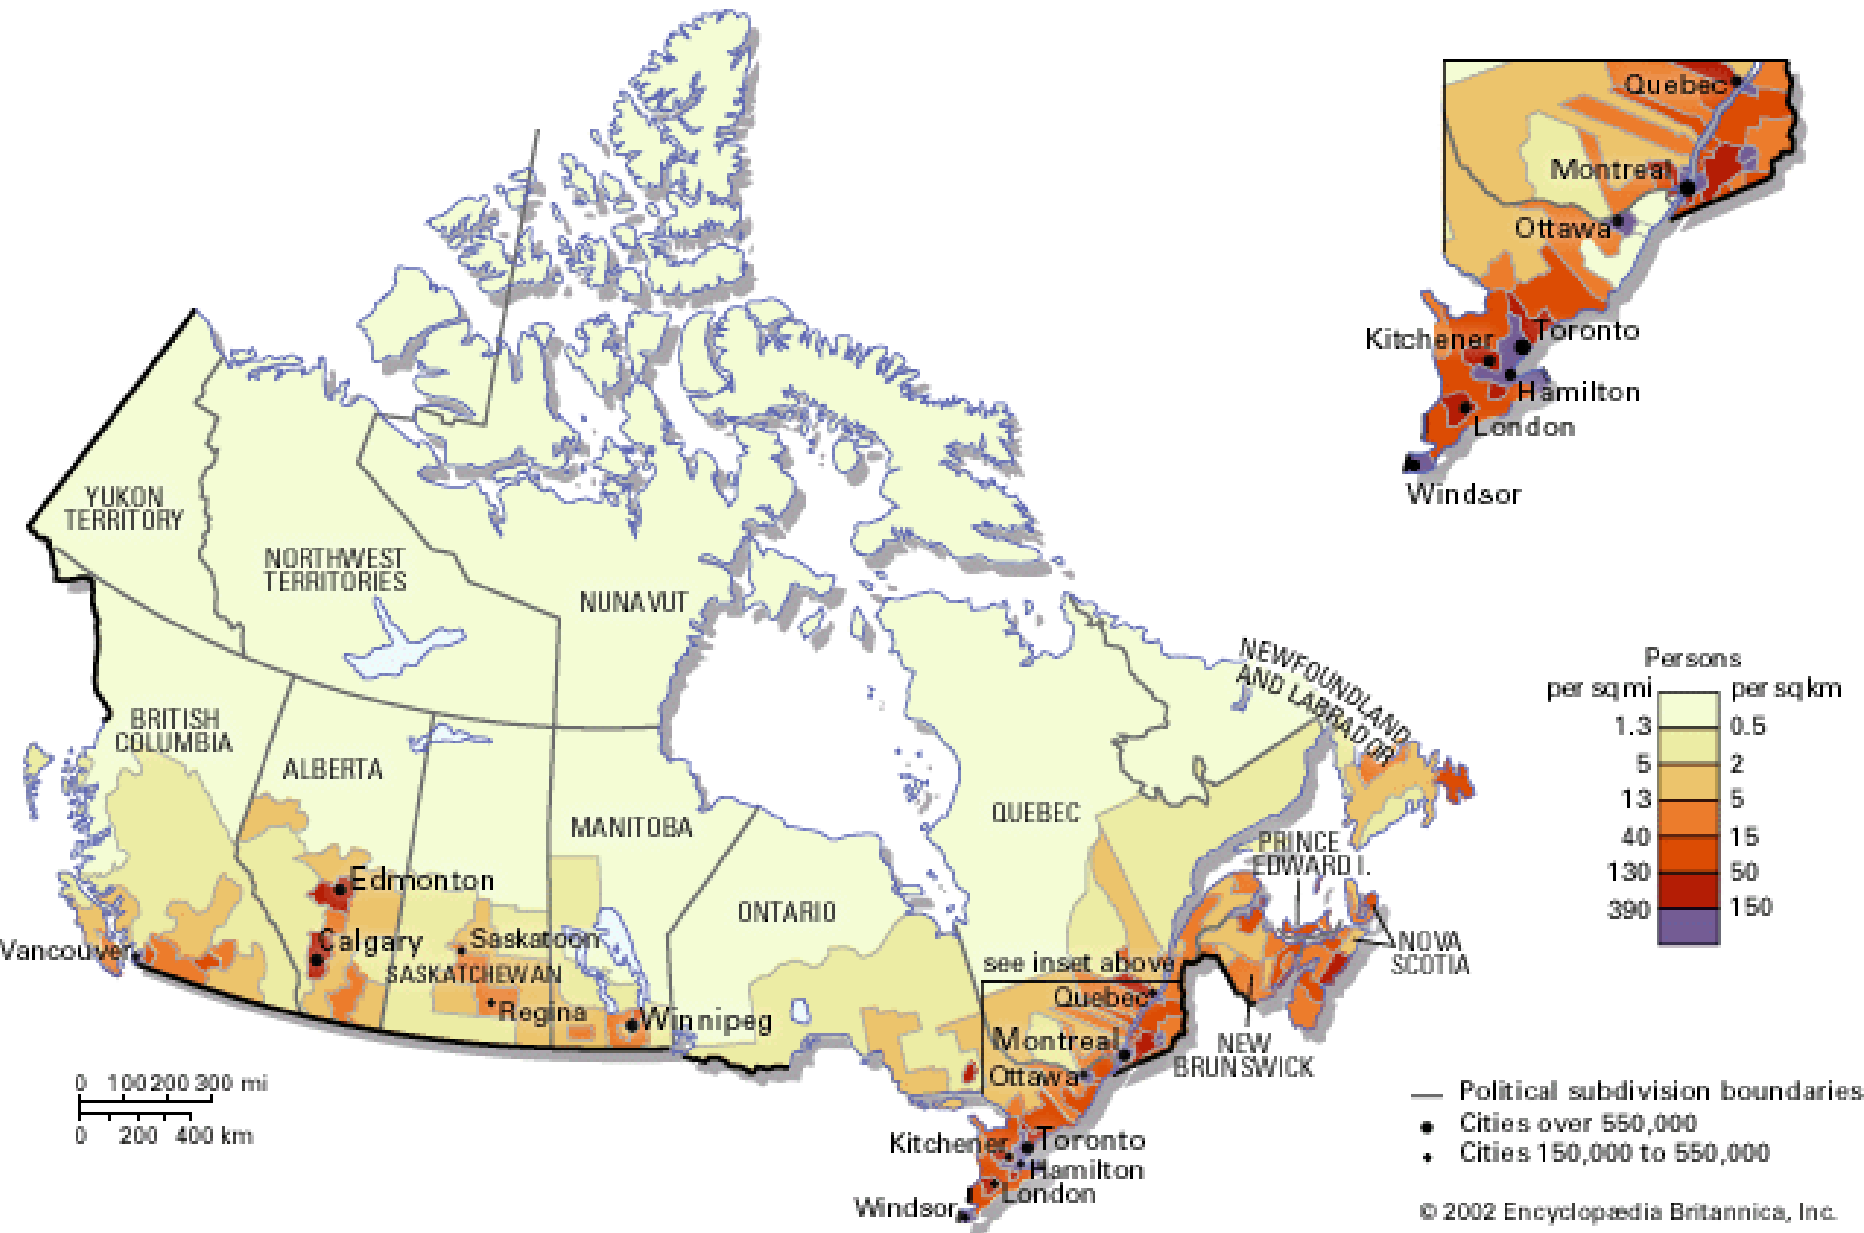 Quebec
Montreal
Ottawa
Kitchener
Toronto
Hamilton
London
Windsor
YUKON
TERRITORY
NORTHWEST
TERRITORIES
NUNAVUT
BRITISH
COLUMBIA
ALBERTA
MANITOBA
ONTARIO
QUEBEC
NEWFOUNDLAND
AND LABRADOR
PRINCE
EDWARD I.
NOVA
SCOTIA
NEW
BRUNSWICK
Edmonton
Calgary
Saskatoon
SASKATCHEWAN
Regina
Winnipeg
Vancouver
see inset above
Quebec
Montreal
Ottawa
Kitchener
Toronto
Hamilton
London
Windsor
Persons
per sq mi per sq km
1.3 0.5
5 2
13 5
40 15
130 50
390 150
0 100 200 300 mi
0 200 400 km
Political subdivision boundaries
Cities over 550,000
Cities 150,000 to 550,000
© 2002 Encyclopædia Britannica, Inc.